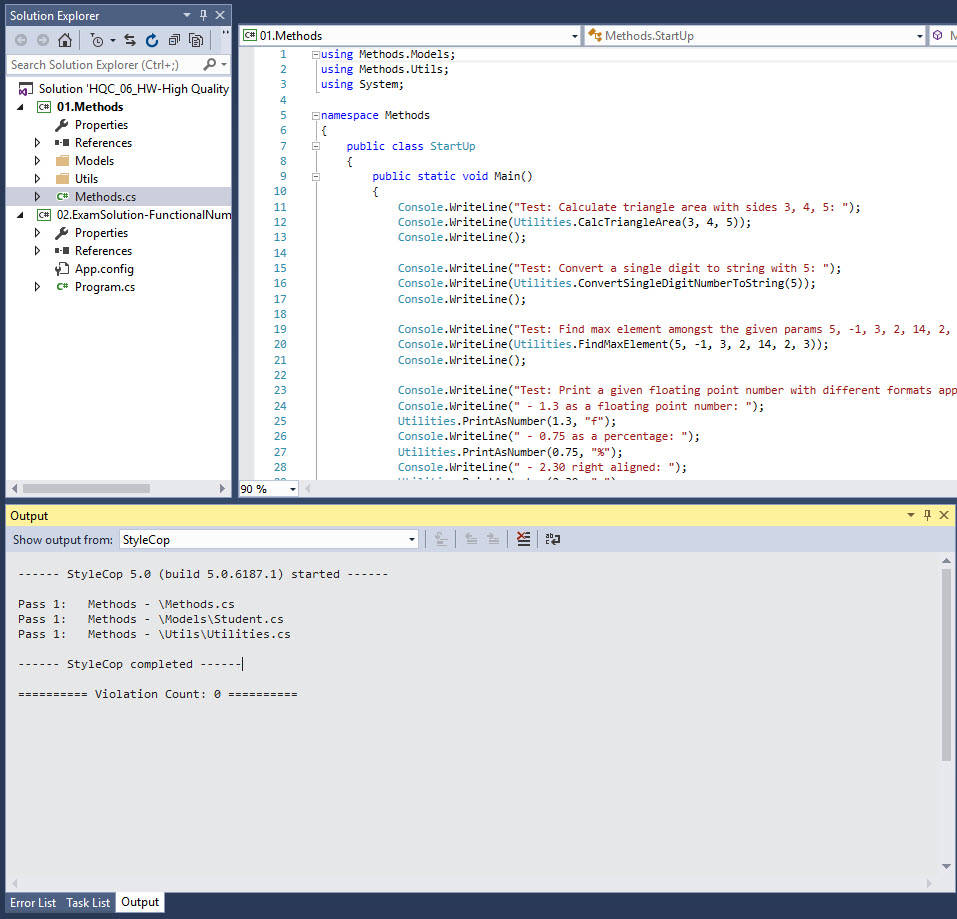 Solution Explorer
Search Solution Explorer (Ctrl+;)
Solution 'HQC_06_HW-High Quality
C# 01.Methods
Properties
References
Models
Utils
C# Methods.cs
C# 02.ExamSolution-FunctionalNum
Properties
References
App.config
C# Program.cs
C# 01.Methods
Methods.StartUp
M
1 using Methods.Models;
2 using Methods.Utils;
3 using System;
4
5 namespace Methods
6 {
7 public class StartUp
8 {
9 public static void Main()
10 {
11 Console.WriteLine("Test: Calculate triangle area with sides 3, 4, 5: ");
12 Console.WriteLine(Utilities.CalcTriangleArea(3, 4, 5));
13 Console.WriteLine();
14
15 Console.WriteLine("Test: Convert a single digit to string with 5: ");
16 Console.WriteLine(Utilities.ConvertSingleDigitNumberToString(5));
17 Console.WriteLine();
18
19 Console.WriteLine("Test: Find max element amongst the given params 5, -1, 3, 2, 14, 2,
20 Console.WriteLine(Utilities.FindMaxElement(5, -1, 3, 2, 14, 2, 3));
21 Console.WriteLine();
22
23 Console.WriteLine("Test: Print a given floating point number with different formats app
24 Console.WriteLine(" - 1.3 as a floating point number: ");
25 Utilities.PrintAsNumber(1.3, "f");
26 Console.WriteLine(" - 0.75 as a percentage: ");
27 Utilities.PrintAsNumber(0.75, "%");
28 Console.WriteLine(" - 2.30 right aligned: ");
90 %
Output
Show output from: StyleCop
------ StyleCop 5.0 (build 5.0.6187.1) started ------
Pass 1: Methods - \Methods.cs
Pass 1: Methods - \Models\Student.cs
Pass 1: Methods - \Utils\Utilities.cs
------ StyleCop completed ------
========== Violation Count: 0 ==========
Error List Task List Output